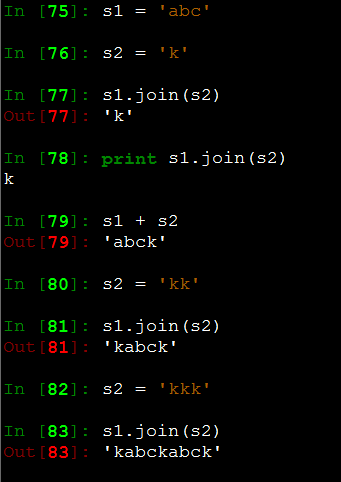 In [75]: s1 = 'abc'
In [76]: s2 = 'k'
In [77]: s1.join(s2)
Out[77]: 'k'
In [78]: print s1.join(s2)
k
In [79]: s1 + s2
Out[79]: 'abck'
In [80]: s2 = 'kk'
In [81]: s1.join(s2)
Out[81]: 'kabck'
In [82]: s2 = 'kkk'
In [83]: s1.join(s2)
Out[83]: 'kabckabck'